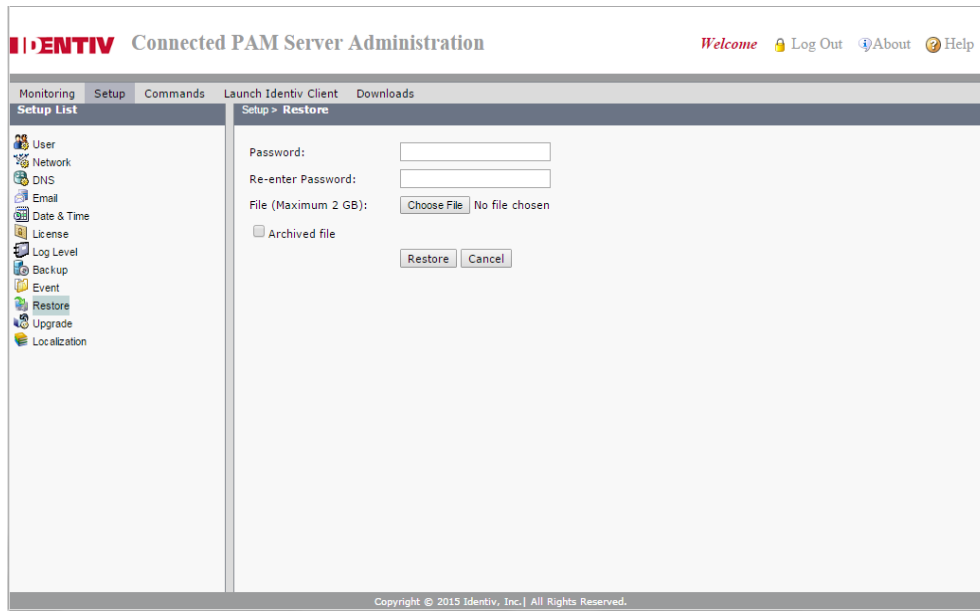 IDENTIV Connected PAM Server Administration Welcome Log Out About Help
Monitoring Setup Commands Launch Identiv Client Downloads
Setup List
User
Network
DNS
Email
Date & Time
License
Log Level
Backup
Event
Restore
Upgrade
Localization
Setup > Restore
Password:
Re-enter Password:
File (Maximum 2 GB): Choose File No file chosen
Archived file
Restore Cancel
Copyright © 2015 Identiv, Inc.| All Rights Reserved.